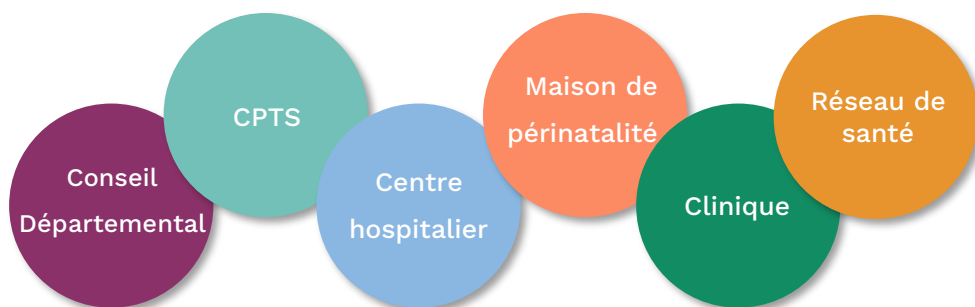 Conseil
Départemental
CPTS
Centre
hospitalier
Maison de
périnatalité
Clinique
Réseau de
santé